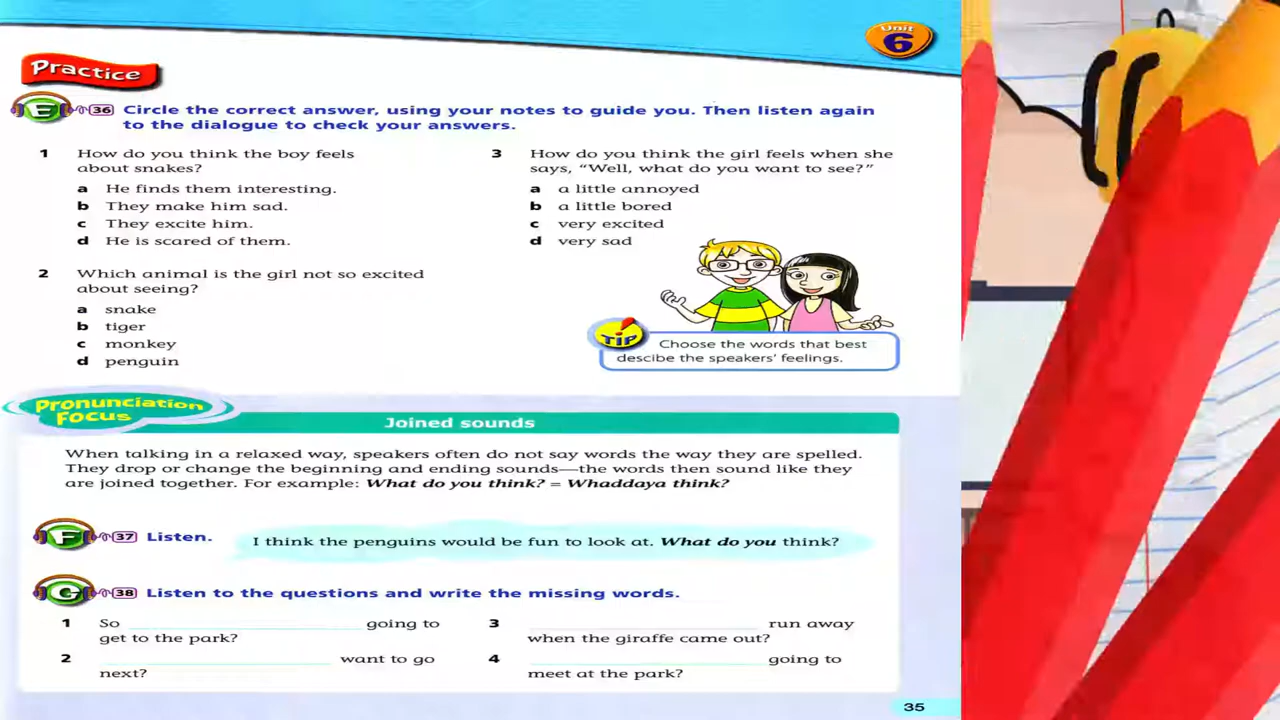 Unit
6
Practice
E 36 Circle the correct answer, using your notes to guide you. Then listen again
to the dialogue to check your answers.
1 How do you think the boy feels
about snakes?
a He finds them interesting.
b They make him sad.
c They excite him.
d He is scared of them.
2 Which animal is the girl not so excited
about seeing?
a snake
b tiger
c monkey
d penguin
3 How do you think the girl feels when she
says, “Well, what do you want to see?”
a a little annoyed
b a little bored
c very excited
d very sad
TIP
Choose the words that best
descibe the speakers’ feelings.
Pronunciation
Focus
Joined sounds
When talking in a relaxed way, speakers often do not say words the way they are spelled.
They drop or change the beginning and ending sounds—the words then sound like they
are joined together. For example: What do you think? = Whaddaya think?
F 37 Listen.
I think the penguins would be fun to look at. What do you think?
G 38 Listen to the questions and write the missing words.
1 So ____ going to
get to the park?
2 ____ want to go
next?
3 ____ run away
when the giraffe came out?
4 ____ going to
meet at the park?
35